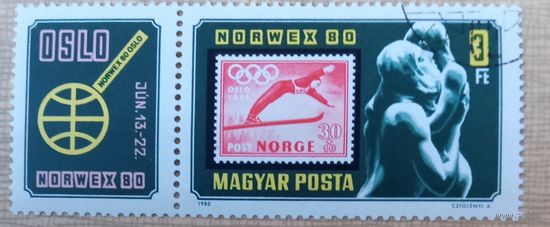 OSLO
NORWEX 80 OSLO
JÚN. 13-22.
NORWEX 80
NORWEX 80
3
Ft
OSLO
1952
30
+10
POST NORGE
MAGYAR POSTA
1980
CZIGLÉNYI A.